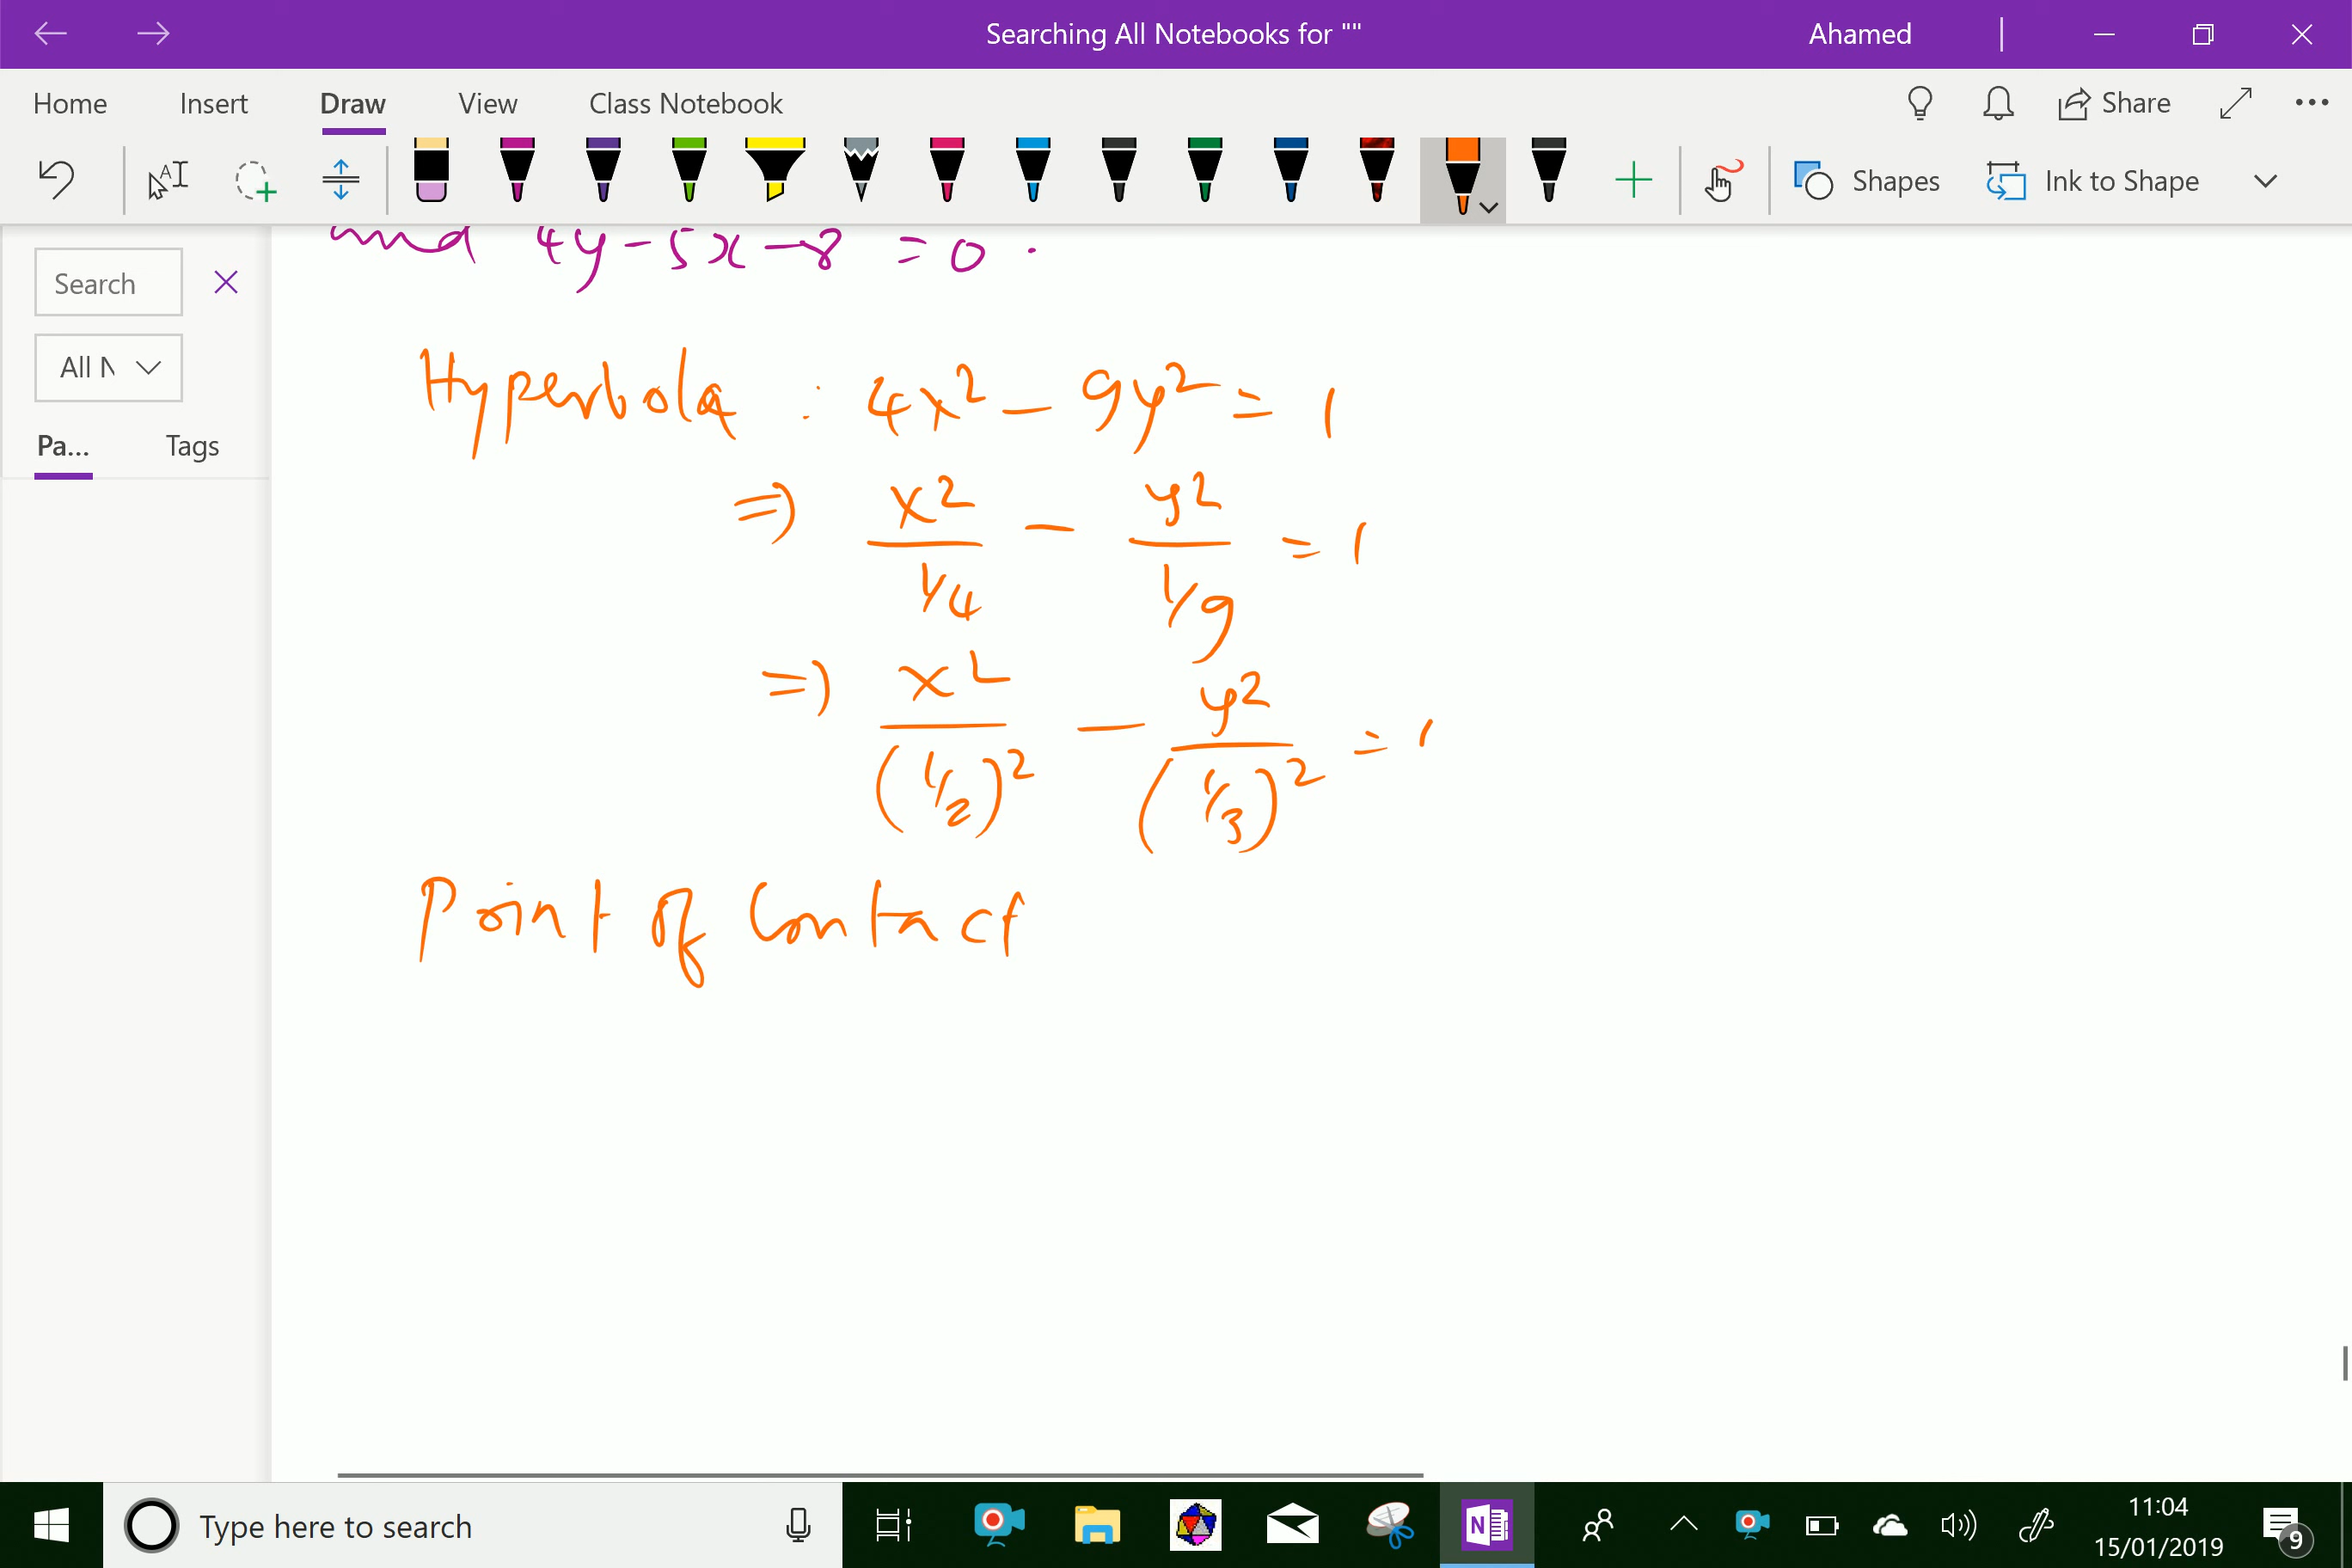 Searching All Notebooks for ""
Ahamed
Home Insert Draw View Class Notebook
Share
Shapes Ink to Shape
and 4y - 5x - 8 = 0 .
Search
All N
Pa... Tags
Hyperbola : 4x² - 9y² = 1
⇒ x²/(1/4) - y²/(1/9) = 1
⇒ x²/(1/2)² - y²/(1/3)² = 1
Point of Contact
Type here to search
N
11:04
15/01/2019
9